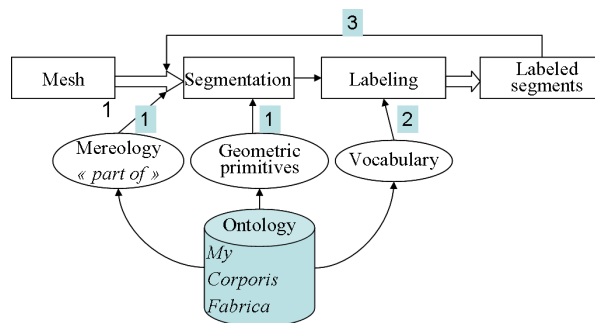 3
Mesh
Segmentation
Labeling
Labeled
segments
1
1
1
2
Mereology
« part of »
Geometric
primitives
Vocabulary
Ontology
My
Corporis
Fabrica